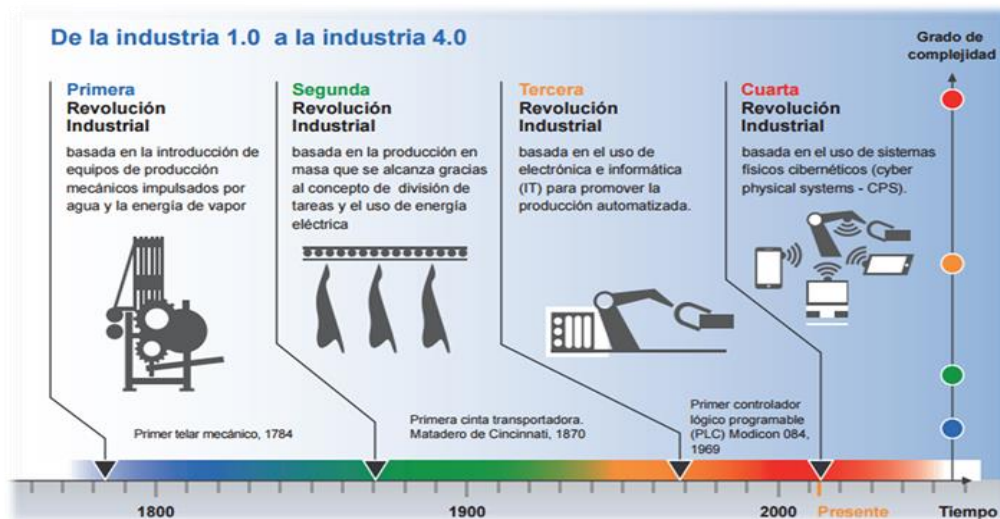 De la industria 1.0 a la industria 4.0
Grado de
complejidad
Primera
Revolución
Industrial
basada en la introducción de
equipos de producción
mecánicos impulsados por
agua y la energía de vapor
Segunda
Revolución
Industrial
basada en la producción en
masa que se alcanza gracias
al concepto de división de
tareas y el uso de energía
eléctrica
Tercera
Revolución
Industrial
basada en el uso de
electrónica e informática
(IT) para promover la
producción automatizada.
Cuarta
Revolución
Industrial
basada en el uso de sistemas
físicos cibernéticos (cyber
physical systems - CPS).
Primer telar mecánico, 1784
Primera cinta transportadora.
Matadero de Cincinnati, 1870
Primer controlador
lógico programable
(PLC) Modicon 084,
1969
1800
1900
2000
Presente
Tiempo